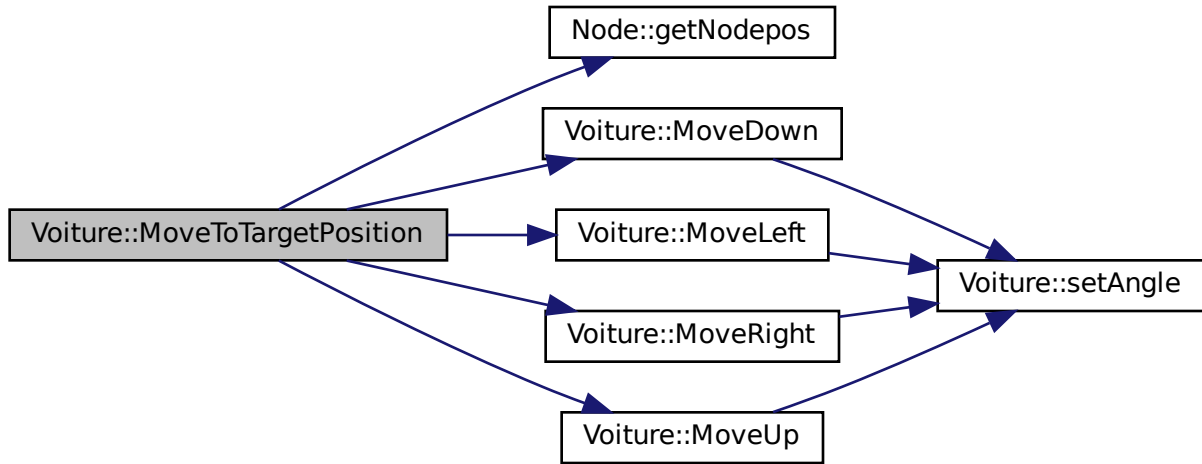 Node::getNodepos
Voiture::MoveDown
Voiture::MoveToTargetPosition
Voiture::MoveLeft
Voiture::setAngle
Voiture::MoveRight
Voiture::MoveUp